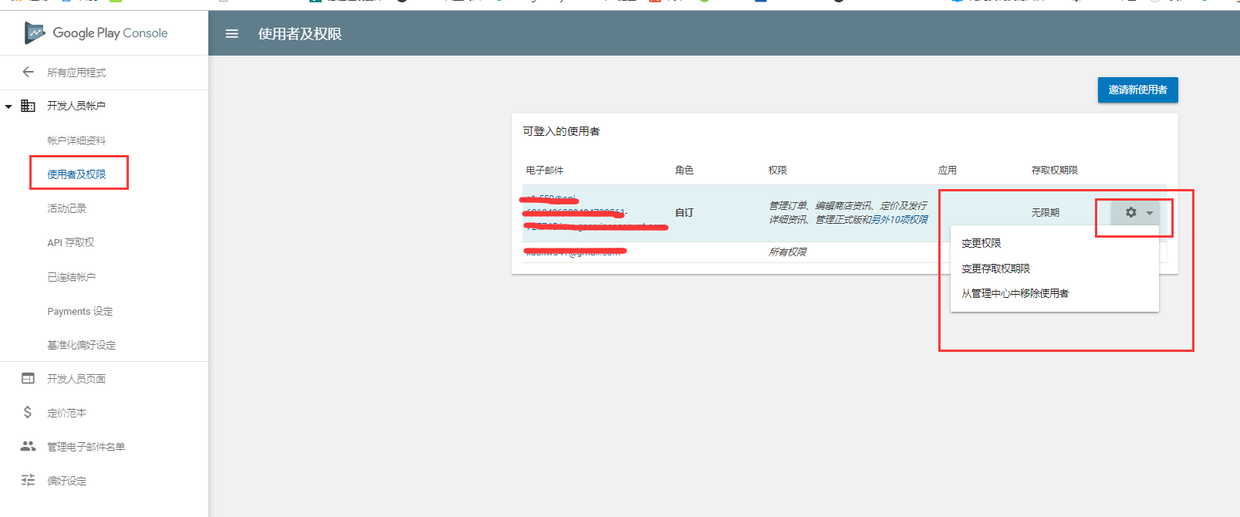 Google Play Console
使用者及权限
所有应用程式
开发人员帐户
帐户详细资料
使用者及权限
活动记录
API 存取权
已连结帐户
Payments 设定
基准化偏好设定
开发人员页面
定价范本
管理电子邮件名单
偏好设定
邀请新使用者
可登入的使用者
电子邮件 角色 权限 应用 存取权期限
自订
管理订单、编辑商店资讯、定价及发行
详细资讯、管理正式版和另外10项权限
无限期
所有权限
变更权限
变更存取权期限
从管理中心中移除使用者